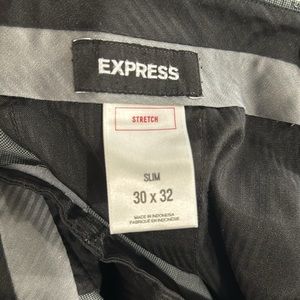 EXPRESS
STRETCH
SLIM
30 x 32
MADE IN INDONESIA
FABRIQUÉ EN INDONÉSIE